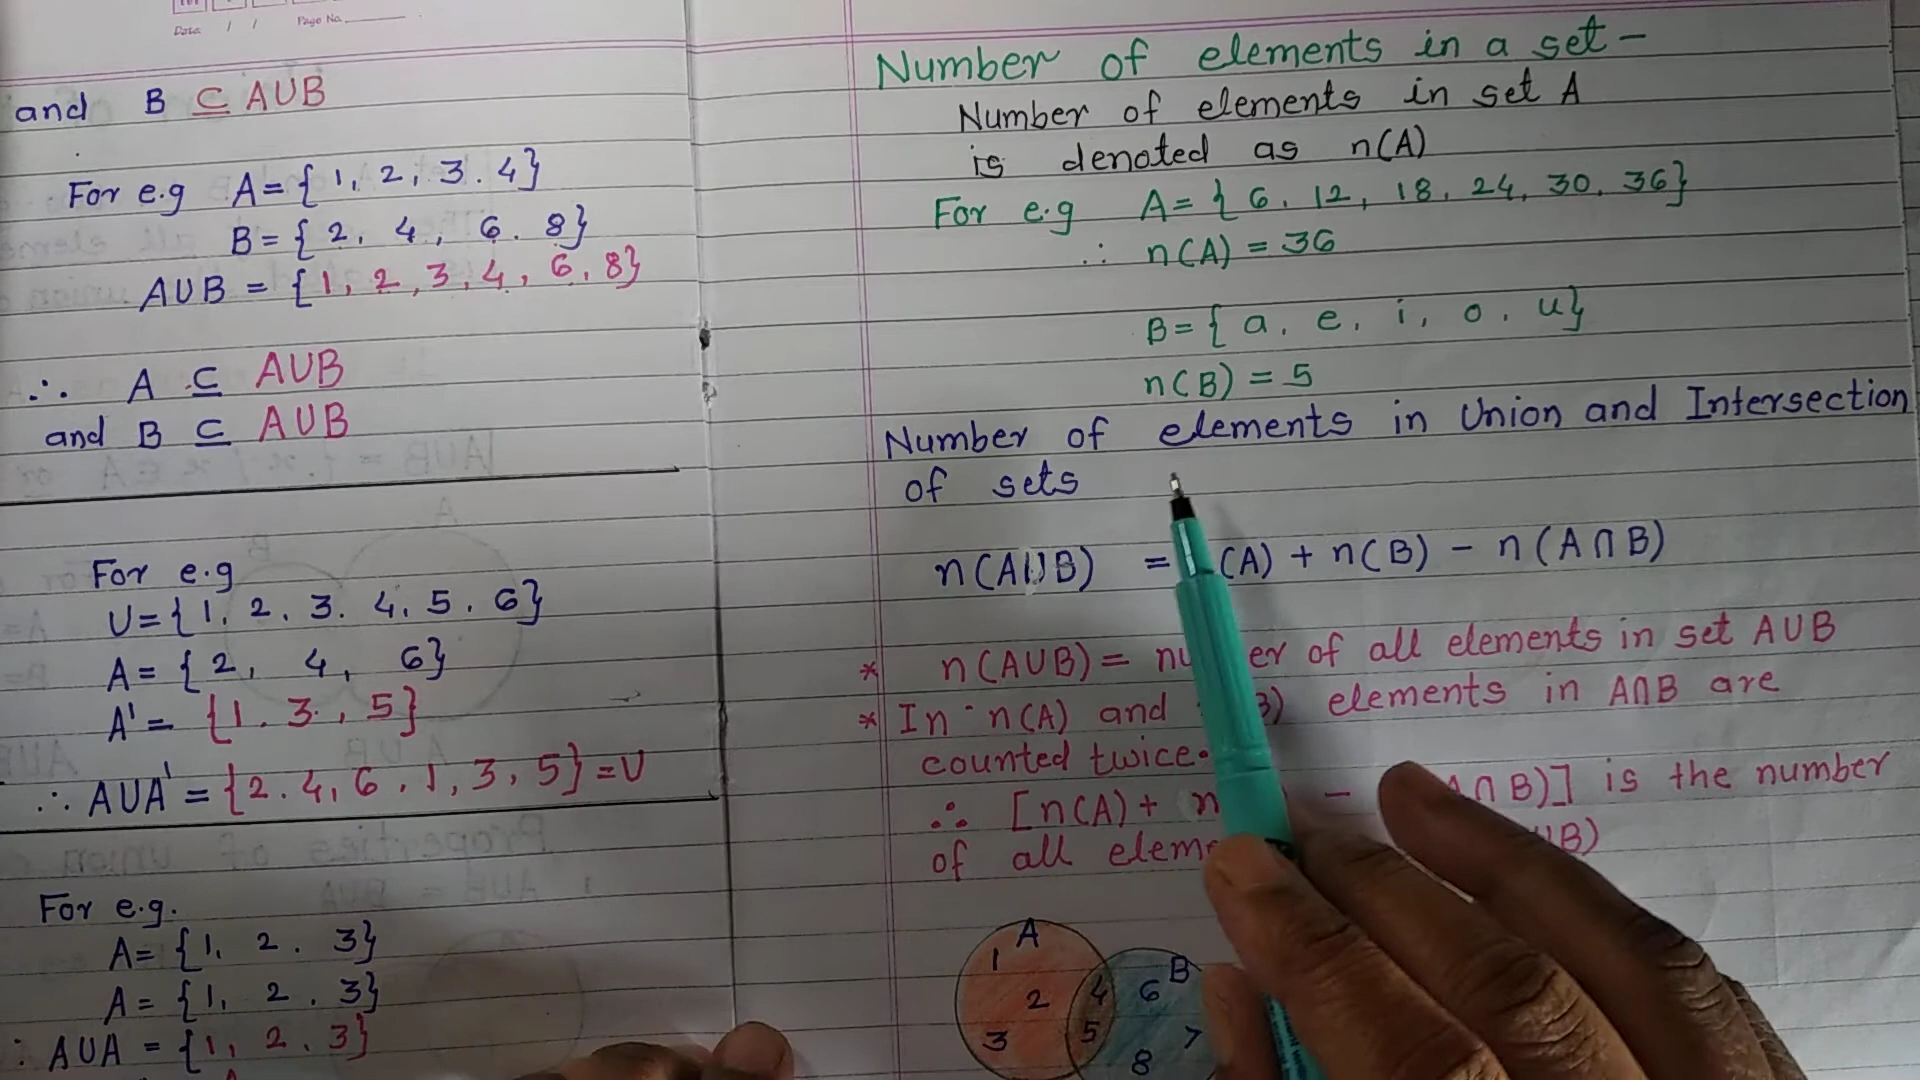 Date / / Page No.
and B ⊆ AUB
For e.g A = {1, 2, 3. 4}
B = {2, 4, 6. 8}
AUB = {1, 2, 3, 4, 6, 8}
∴ A ⊆ AUB
and B ⊆ AUB
For e.g
U = {1, 2, 3. 4, 5, 6}
A = {2, 4, 6}
A' = {1. 3, 5}
∴ AUA' = {2. 4, 6, 1, 3, 5} = U
For e.g.
A = {1, 2. 3}
A = {1, 2. 3}
∴ AUA = {1, 2. 3}
Number of elements in a set -
Number of elements in set A
is denoted as n(A)
For e.g A = {6. 12, 18. 24, 30. 36}
∴ n(A) = 36
B = {a, e, i, o, u}
n(B) = 5
Number of elements in Union and Intersection
of sets
n(AUB) = (A) + n(B) - n(A∩B)
* n(AUB) = er of all elements in set AUB
* In n(A) and elements in A∩B are
counted twice.
∴ [n(A) + - ∩B)] is the number
of all B)
A
1 2 3
4 5
B
6 7 8